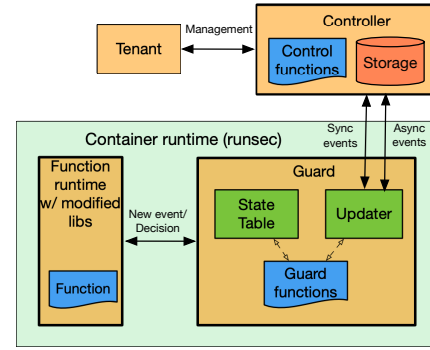 Controller
Tenant
Management
Control
functions
Storage
Sync
events
Async
events
Container runtime (runsec)
Function
runtime
w/ modified
libs
Function
New event/
Decision
Guard
State
Table
Updater
Guard
functions